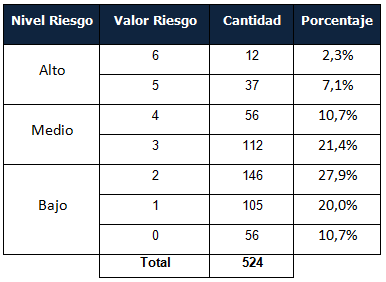 Nivel Riesgo Valor Riesgo Cantidad Porcentaje
Alto 6 12 2,3%
5 37 7,1%
Medio 4 56 10,7%
3 112 21,4%
Bajo 2 146 27,9%
1 105 20,0%
0 56 10,7%
Total 524